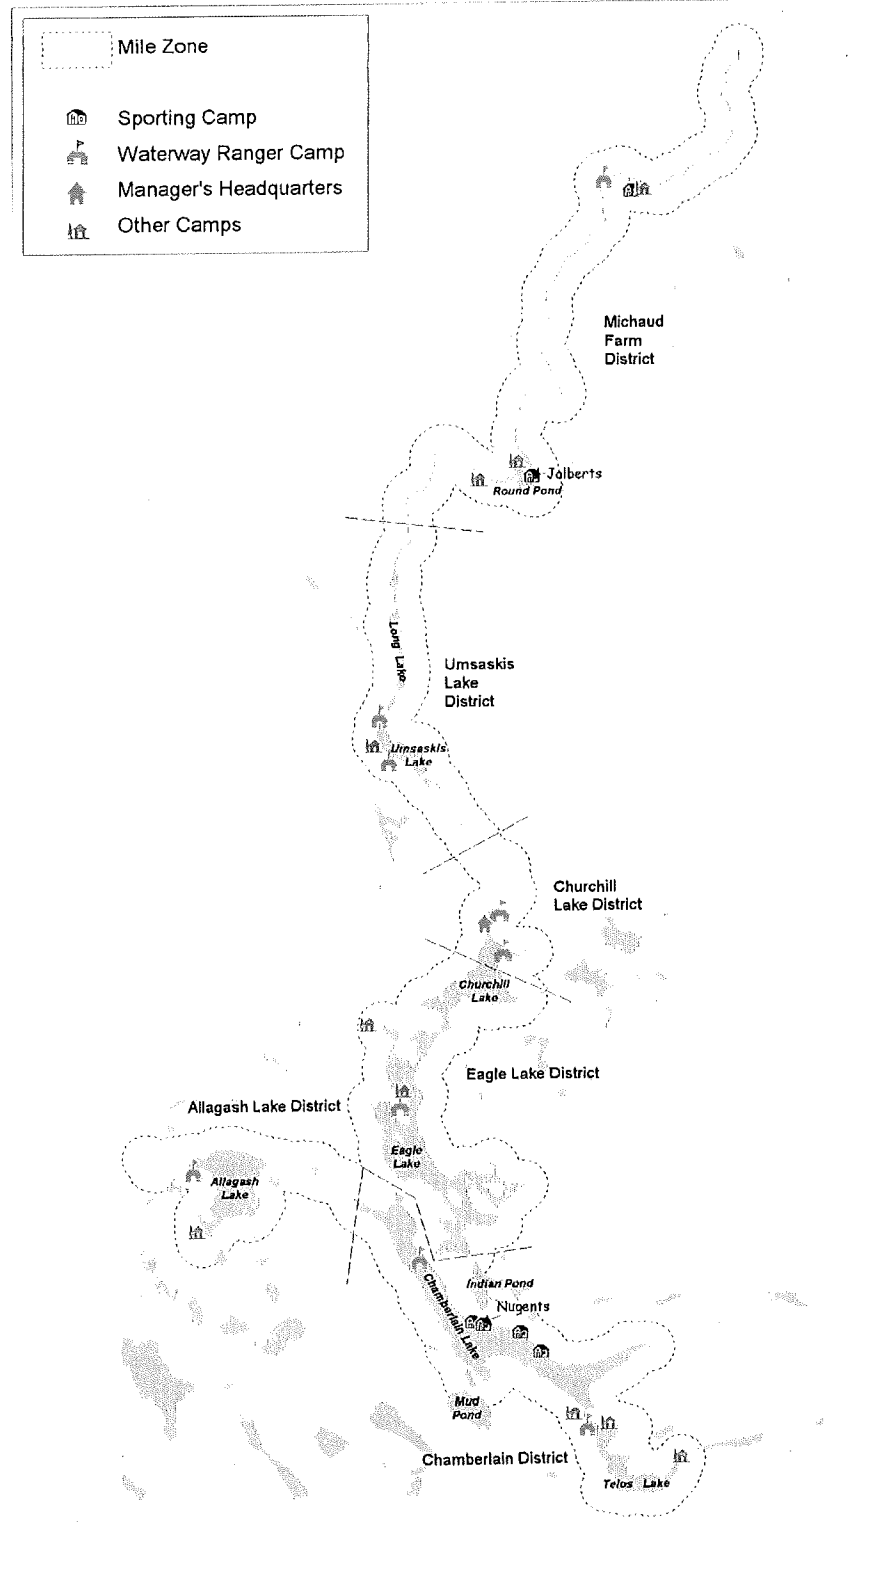 Mile Zone
Sporting Camp
Waterway Ranger Camp
Manager's Headquarters
Other Camps
Michaud
Farm
District
Jalberts
Round Pond
Long Lake
Umsaskis
Lake
District
Umsaskis
Lake
Churchill
Lake District
Churchill
Lake
Eagle Lake District
Allagash Lake District
Eagle
Lake
Allagash
Lake
Indian Pond
Nugents
Chamberlain Lake
Mud
Pond
Chamberlain District
Telos Lake